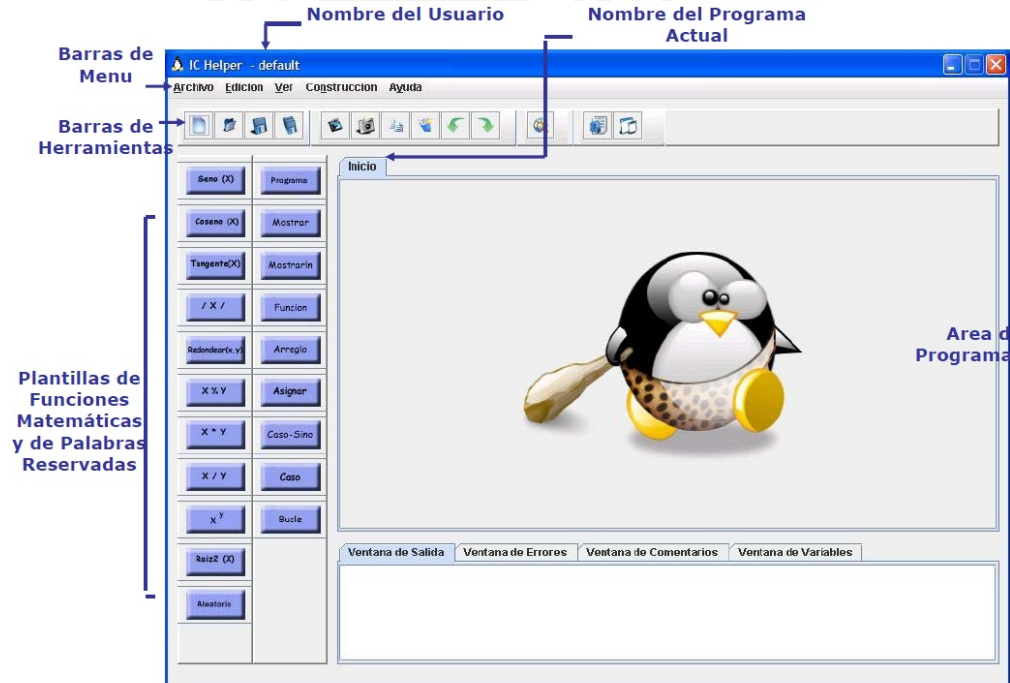 Nombre del Usuario
Nombre del Programa
Actual
Barras de
Menu
IC Helper - default
Archivo Edicion Ver Construccion Ayuda
Barras de
Herramientas
Inicio
Seno (X) Programa
Coseno (X) Mostrar
Tangente(X) Mostrarln
/ X / Funcion
Redondear(x,y) Arreglo
X % Y Asignar
X * Y Caso-Sino
X / Y Caso
X Y Bucle
Raiz2 (X)
Aleatorio
Plantillas de
Funciones
Matemáticas
y de Palabras
Reservadas
Area d
Programa
Ventana de Salida Ventana de Errores Ventana de Comentarios Ventana de Variables